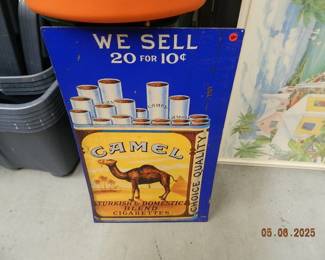 WE SELL
20 FOR 10¢
CAMEL
CHOICE QUALITY
TURKISH & DOMESTIC
BLEND
CIGARETTES
05.06.2025